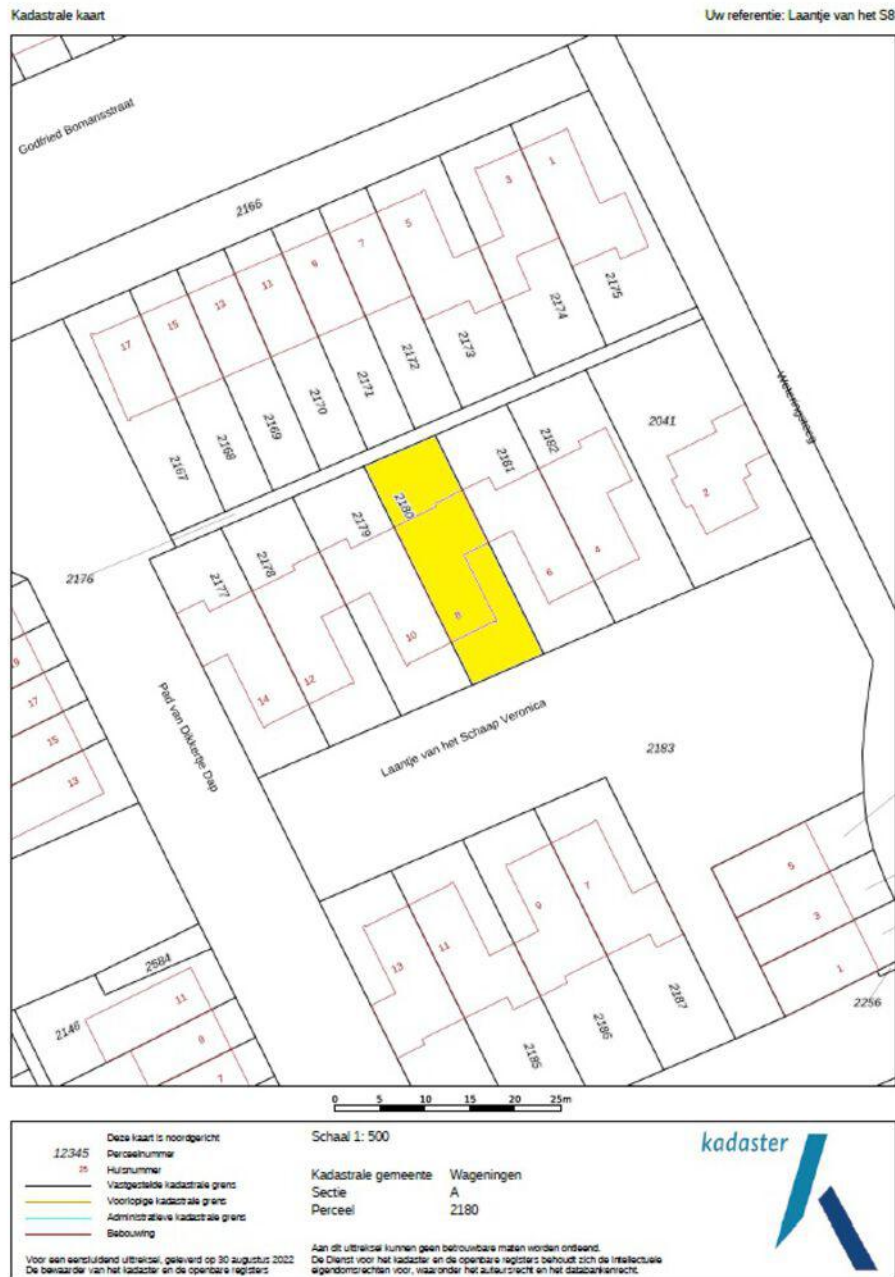 Kadastrale kaart
Uw referentie: Laantje van het S8
Godfried Bomansstraat
2166
1
3
5
7
9
11
13
15
17
2175
2174
2173
2172
2171
2170
2169
2168
2167
Weteringsteeg
2041
2
2182
2181
2180
2179
2178
2177
2176
4
6
8
10
12
14
19
17
15
13
Pad van Dikkertje Dap
Laantje van het Schaap Veronica
2183
5
3
1
7
9
11
13
2256
2187
2186
2185
2684
2146
11
9
7
0 5 10 15 20 25m
Deze kaart is noordgericht
12345 Perceelnummer
25 Huisnummer
Vastgestelde kadastrale grens
Voorlopige kadastrale grens
Administratieve kadastrale grens
Bebouwing
Voor een eensluidend uittreksel, geleverd op 30 augustus 2022
De bewaarder van het kadaster en de openbare registers
Schaal 1: 500
Kadastrale gemeente Wageningen
Sectie A
Perceel 2180
Aan dit uittreksel kunnen geen betrouwbare maten worden ontleend.
De Dienst voor het kadaster en de openbare registers behoudt zich de intellectuele
eigendomsrechten voor, waaronder het auteursrecht en het databankenrecht.
kadaster